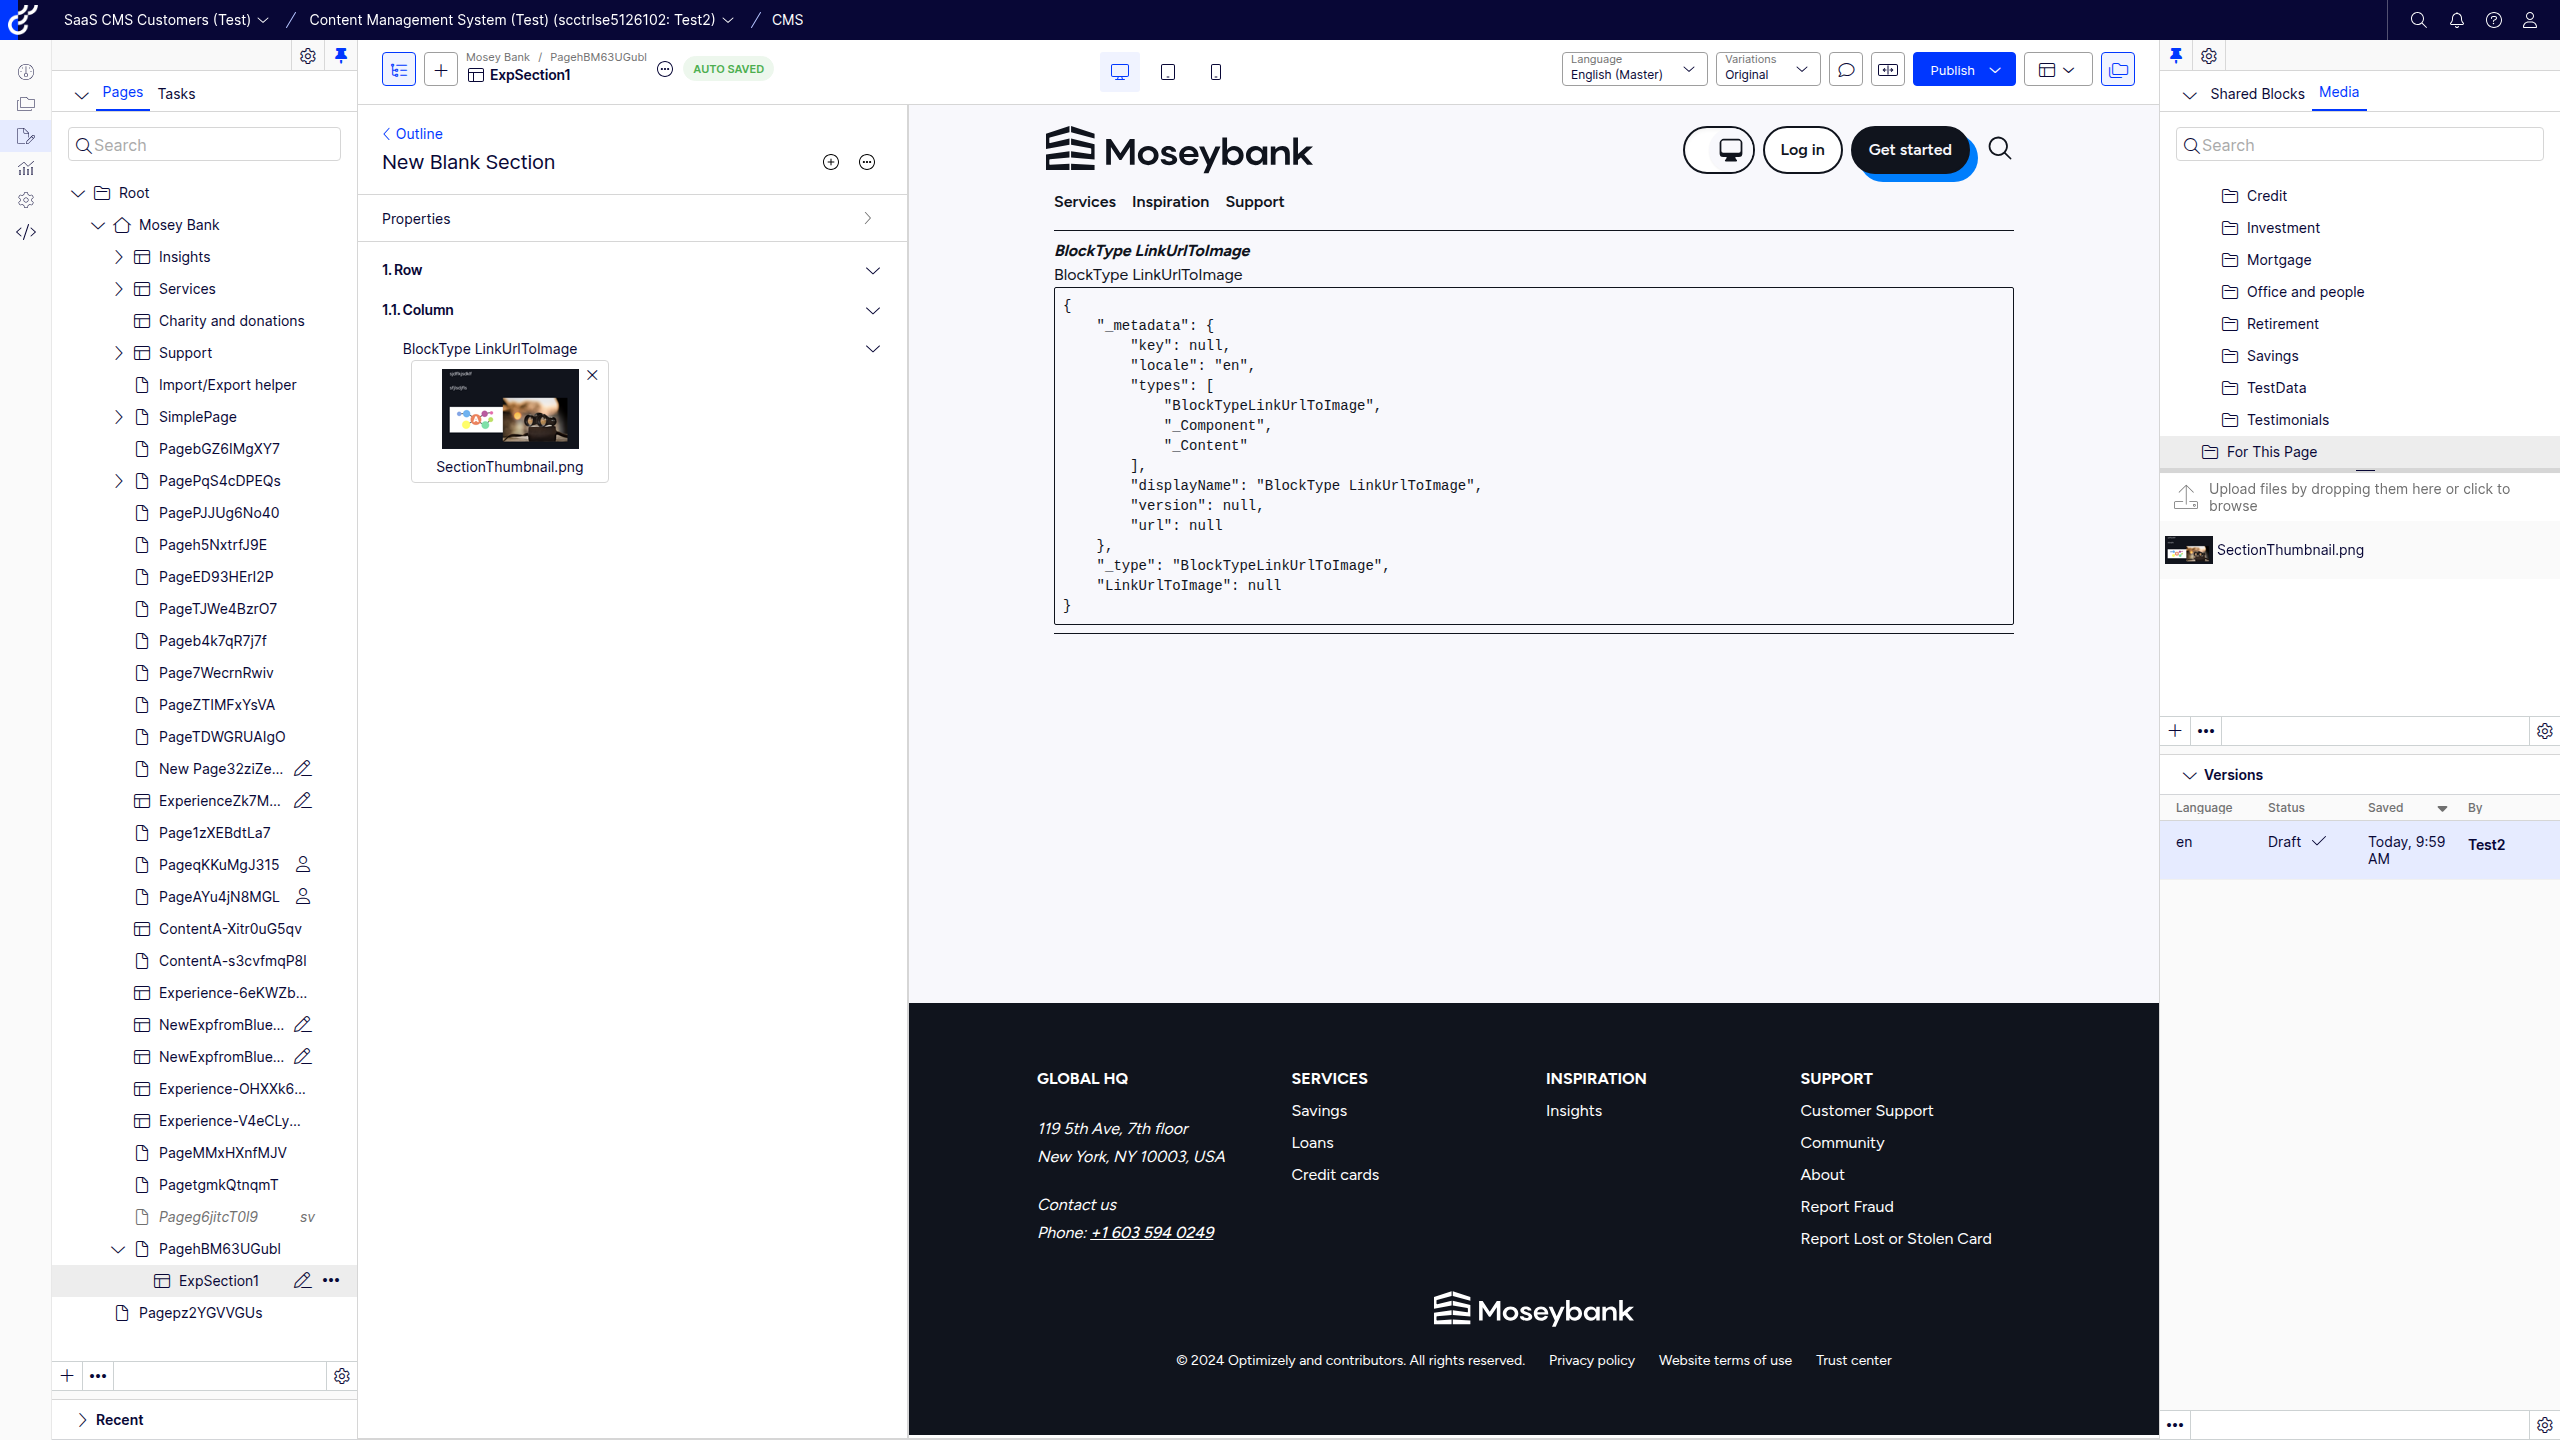 SaaS CMS Customers (Test) / Content Management System (Test) (scctrlse5126102: Test2) / CMS
Pages Tasks
Search
Root
Mosey Bank
Insights
Services
Charity and donations
Support
Import/Export helper
SimplePage
PagebGZ6IMgXY7
PagePqS4cDPEQs
PagePJJUg6No40
Pageh5NxtrfJ9E
PageED93HErI2P
PageTJWe4BzrO7
Pageb4k7qR7j7f
Page7WecrnRwiv
PageZTIMFxYsVA
PageTDWGRUAIgO
New Page32ziZe...
ExperienceZk7M...
Page1zXEBdtLa7
PageqKKuMgJ315
PageAYu4jN8MGL
ContentA-Xitr0uG5qv
ContentA-s3cvfmqP8I
Experience-6eKWZb...
NewExpfromBlue...
NewExpfromBlue...
Experience-OHXXk6...
Experience-V4eCLy...
PageMMxHXnfMJV
PagetgmkQtnqmT
Pageg6jitcT0I9 sv
PagehBM63UGubI
ExpSection1
Pagepz2YGVVGUs
Recent
Mosey Bank / PagehBM63UGubI
ExpSection1
AUTO SAVED
Language
English (Master)
Variations
Original
Publish
Outline
New Blank Section
Properties
1. Row
1.1. Column
BlockType LinkUrlToImage
SectionThumbnail.png
Moseybank
Log in
Get started
Services Inspiration Support
BlockType LinkUrlToImage
BlockType LinkUrlToImage
{
"_metadata": {
"key": null,
"locale": "en",
"types": [
"BlockTypeLinkUrlToImage",
"_Component",
"_Content"
],
"displayName": "BlockType LinkUrlToImage",
"version": null,
"url": null
},
"_type": "BlockTypeLinkUrlToImage",
"LinkUrlToImage": null
}
GLOBAL HQ
119 5th Ave, 7th floor
New York, NY 10003, USA
Contact us
Phone: +1 603 594 0249
SERVICES
Savings
Loans
Credit cards
INSPIRATION
Insights
SUPPORT
Customer Support
Community
About
Report Fraud
Report Lost or Stolen Card
Moseybank
© 2024 Optimizely and contributors. All rights reserved. Privacy policy Website terms of use Trust center
Shared Blocks Media
Search
Credit
Investment
Mortgage
Office and people
Retirement
Savings
TestData
Testimonials
For This Page
Upload files by dropping them here or click to
browse
SectionThumbnail.png
Versions
Language Status Saved By
en Draft Today, 9:59 Test2
AM